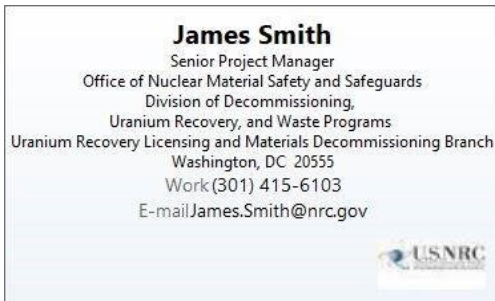 James Smith
Senior Project Manager
Office of Nuclear Material Safety and Safeguards
Division of Decommissioning,
Uranium Recovery, and Waste Programs
Uranium Recovery Licensing and Materials Decommissioning Branch
Washington, DC  20555
Work (301) 415-6103
E-mail James.Smith@nrc.gov
USNRC